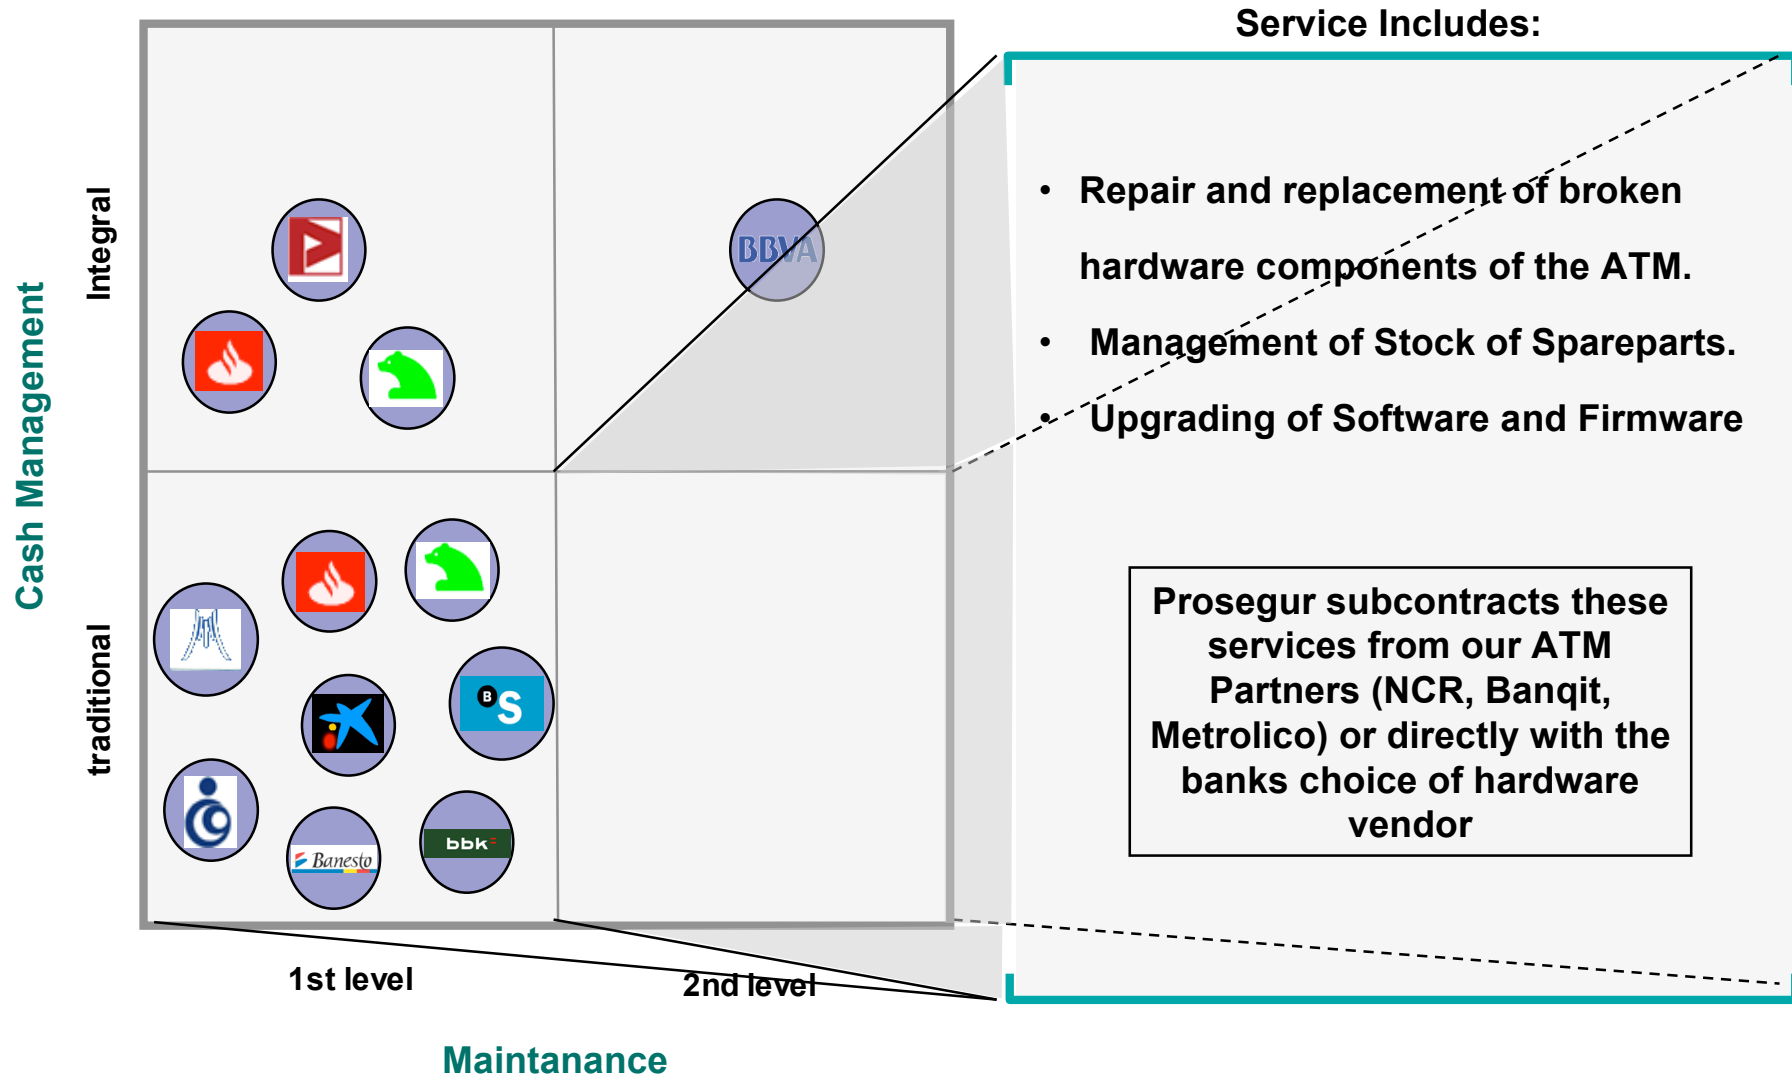 Service Includes:
Cash Management
Integral
traditional
BBVA
B S
Banesto
bbk
1st level
2nd level
Maintanance
• Repair and replacement of broken
hardware components of the ATM.
• Management of Stock of Spareparts.
• Upgrading of Software and Firmware
Prosegur subcontracts these
services from our ATM
Partners (NCR, Banqit,
Metrolico) or directly with the
banks choice of hardware
vendor